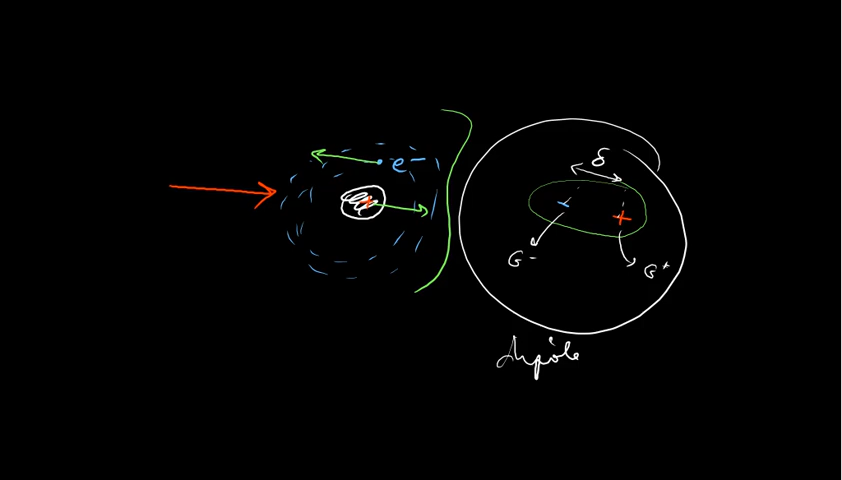 δ
e−
+
-
+
G-
G+
dipôle